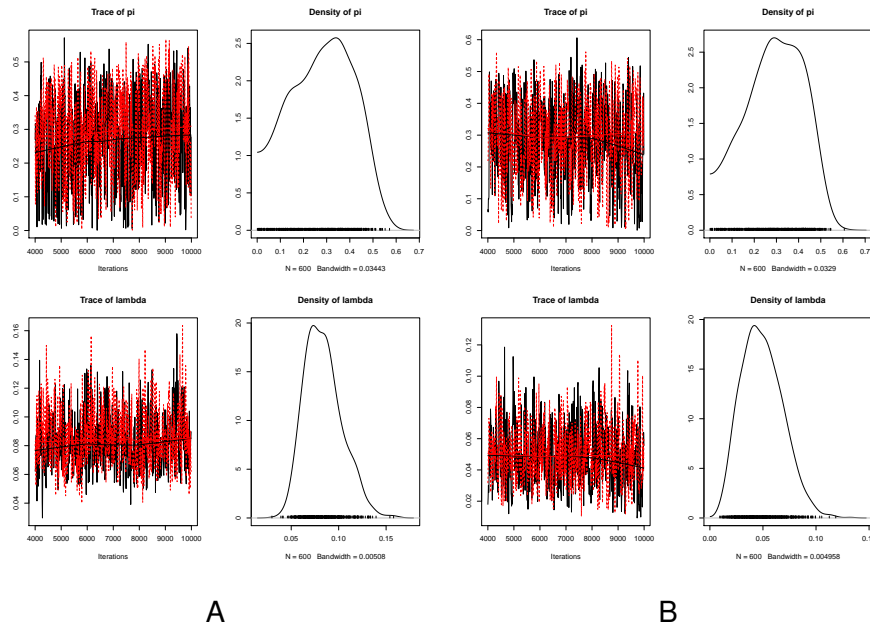 Trace of pi
0.0 0.1 0.2 0.3 0.4 0.5
4000 5000 6000 7000 8000 9000 10000
Iterations
Density of pi
0.0 0.5 1.0 1.5 2.0 2.5
0.0 0.1 0.2 0.3 0.4 0.5 0.6 0.7
N = 600 Bandwidth = 0.03443
Trace of pi
0.0 0.1 0.2 0.3 0.4 0.5 0.6
4000 5000 6000 7000 8000 9000 10000
Iterations
Density of pi
0.0 0.5 1.0 1.5 2.0 2.5
0.0 0.1 0.2 0.3 0.4 0.5 0.6 0.7
N = 600 Bandwidth = 0.0329
Trace of lambda
0.04 0.06 0.08 0.10 0.12 0.14 0.16
4000 5000 6000 7000 8000 9000 10000
Iterations
Density of lambda
0 5 10 15 20
0.05 0.10 0.15
N = 600 Bandwidth = 0.00508
Trace of lambda
0.02 0.04 0.06 0.08 0.10 0.12
4000 5000 6000 7000 8000 9000 10000
Iterations
Density of lambda
0 5 10 15 20
0.00 0.05 0.10
N = 600 Bandwidth = 0.004958
A
B